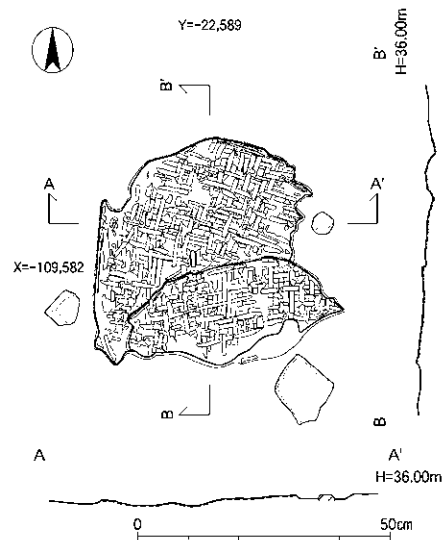 Y=-22,589
B'
H=36.00m
B'
A
A'
X=-109,582
B
B
A
A'
H=36.00m
0
50cm